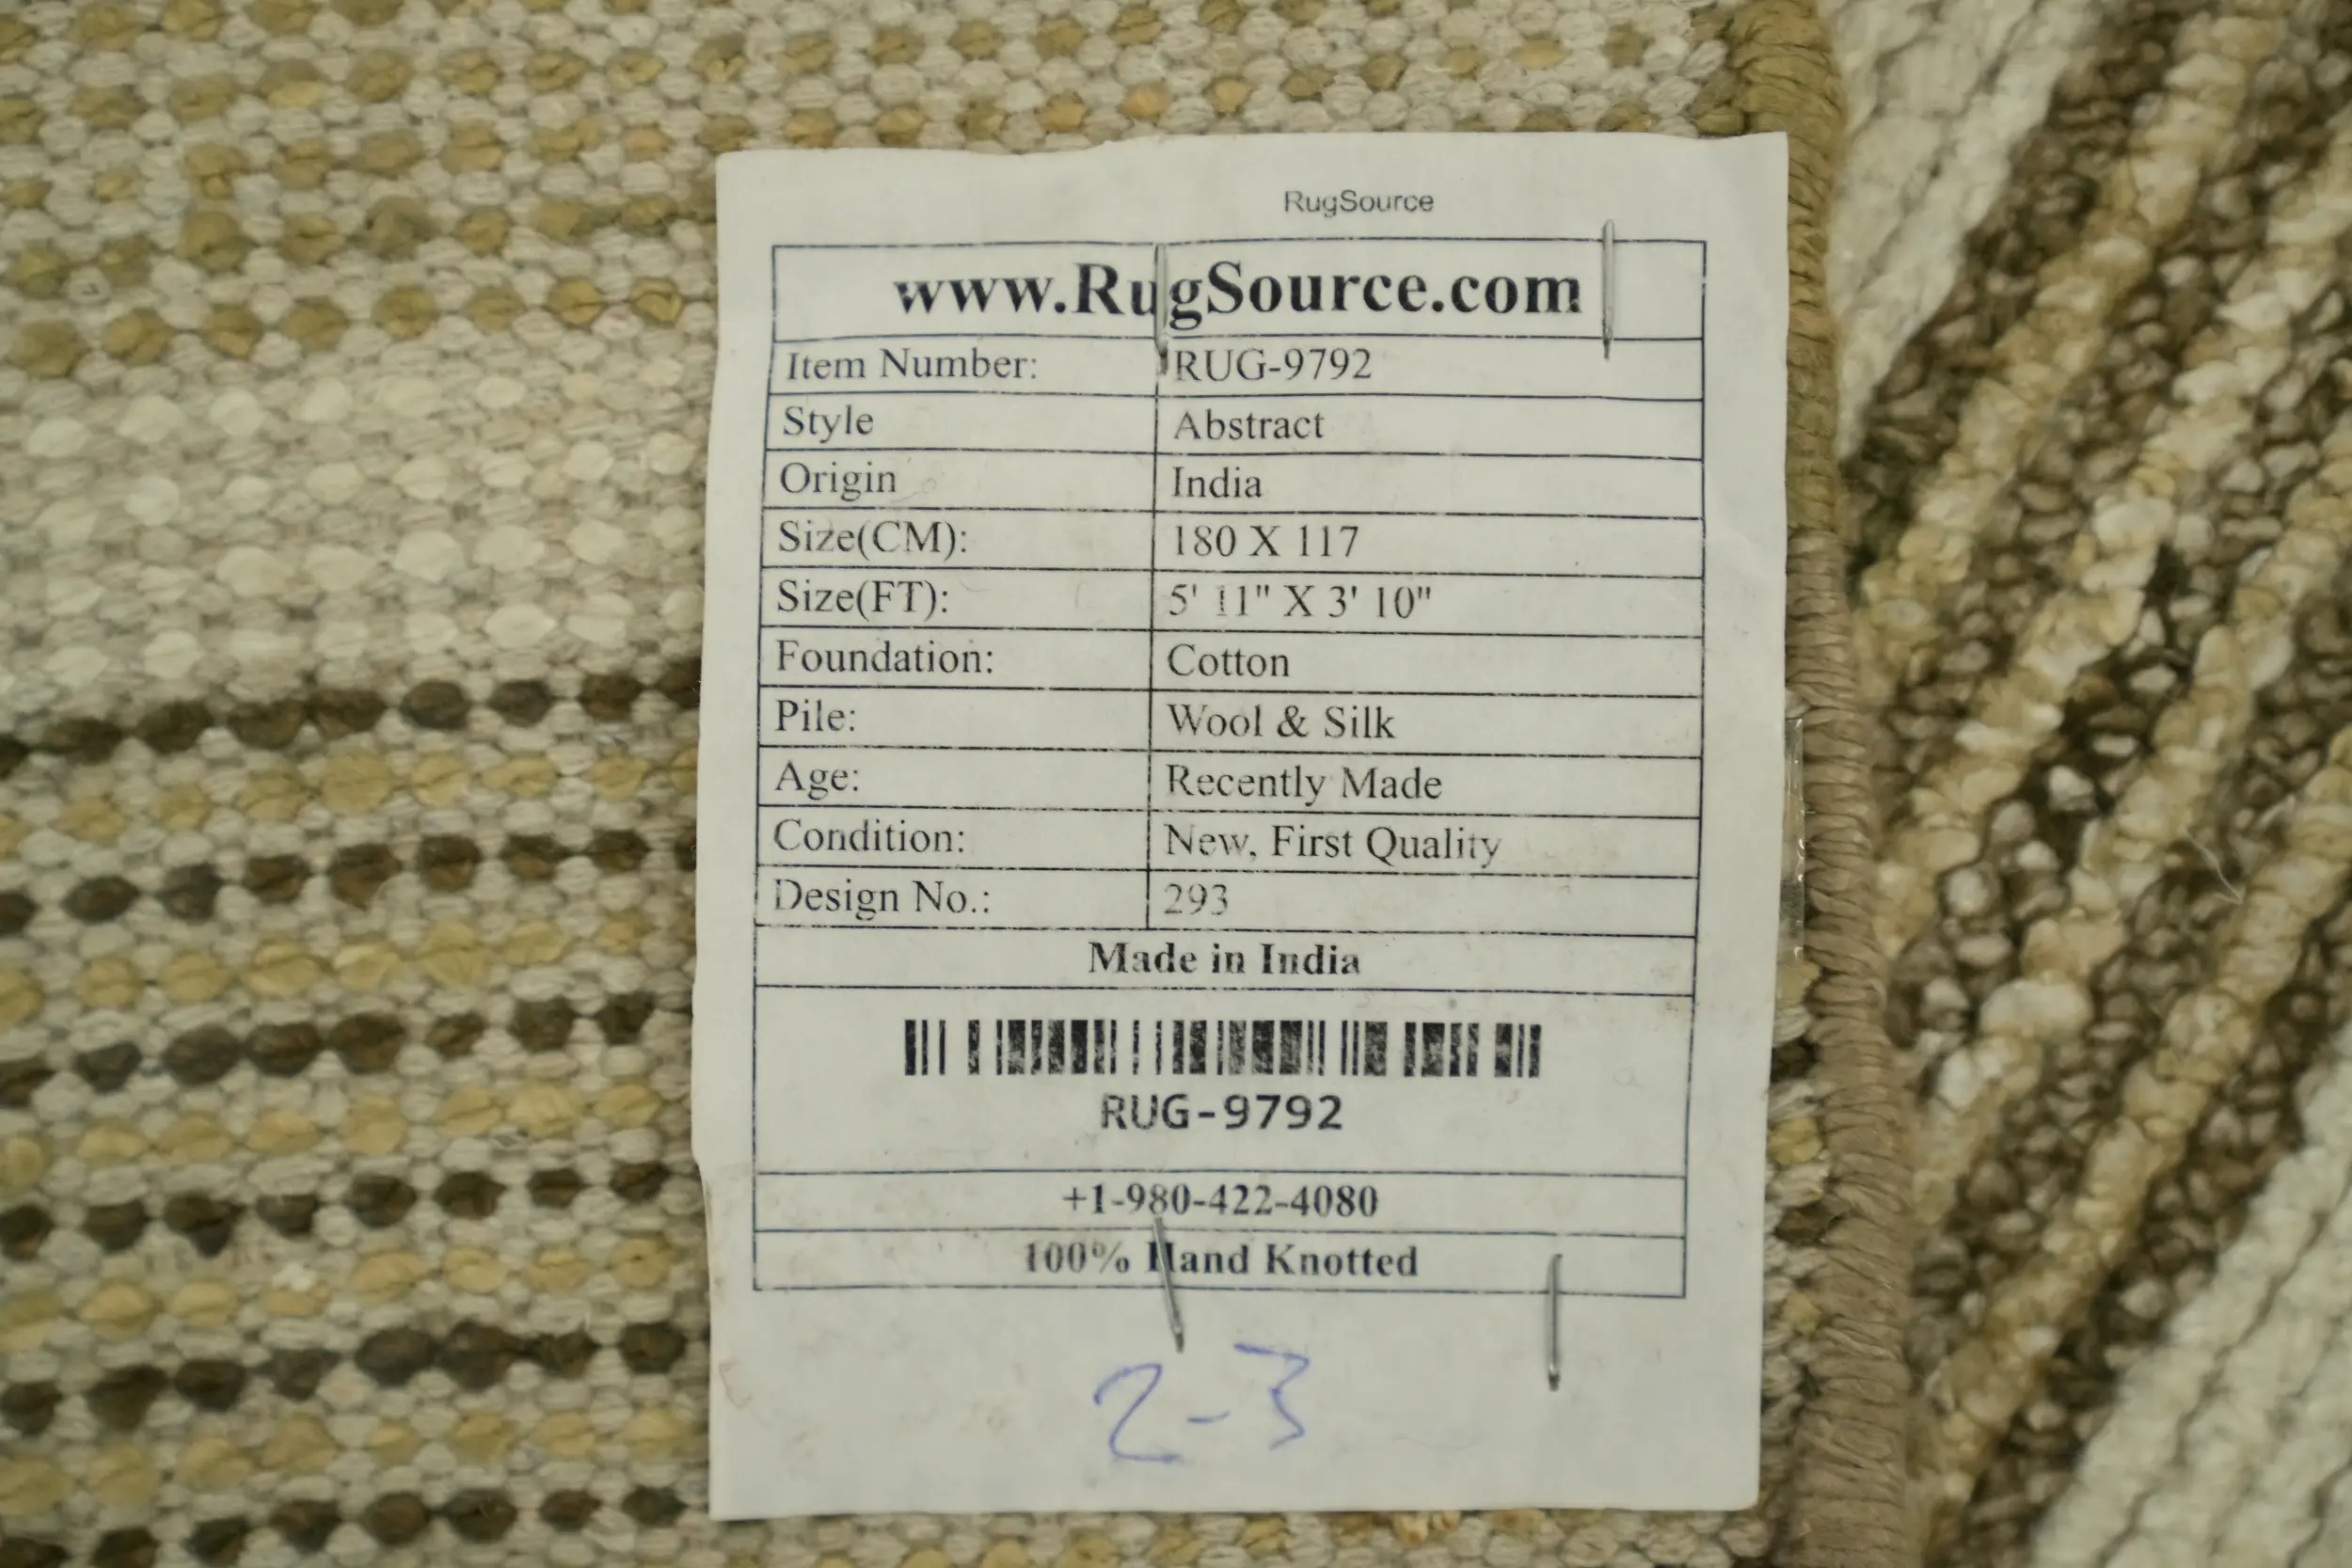 RugSource
www.RugSource.com
Item Number: RUG-9792
Style Abstract
Origin India
Size(CM): 180 X 117
Size(FT): 5' 11" X 3' 10"
Foundation: Cotton
Pile: Wool & Silk
Age: Recently Made
Condition: New, First Quality
Design No.: 293
Made in India
RUG-9792
+1-980-422-4080
100% Hand Knotted
2-3